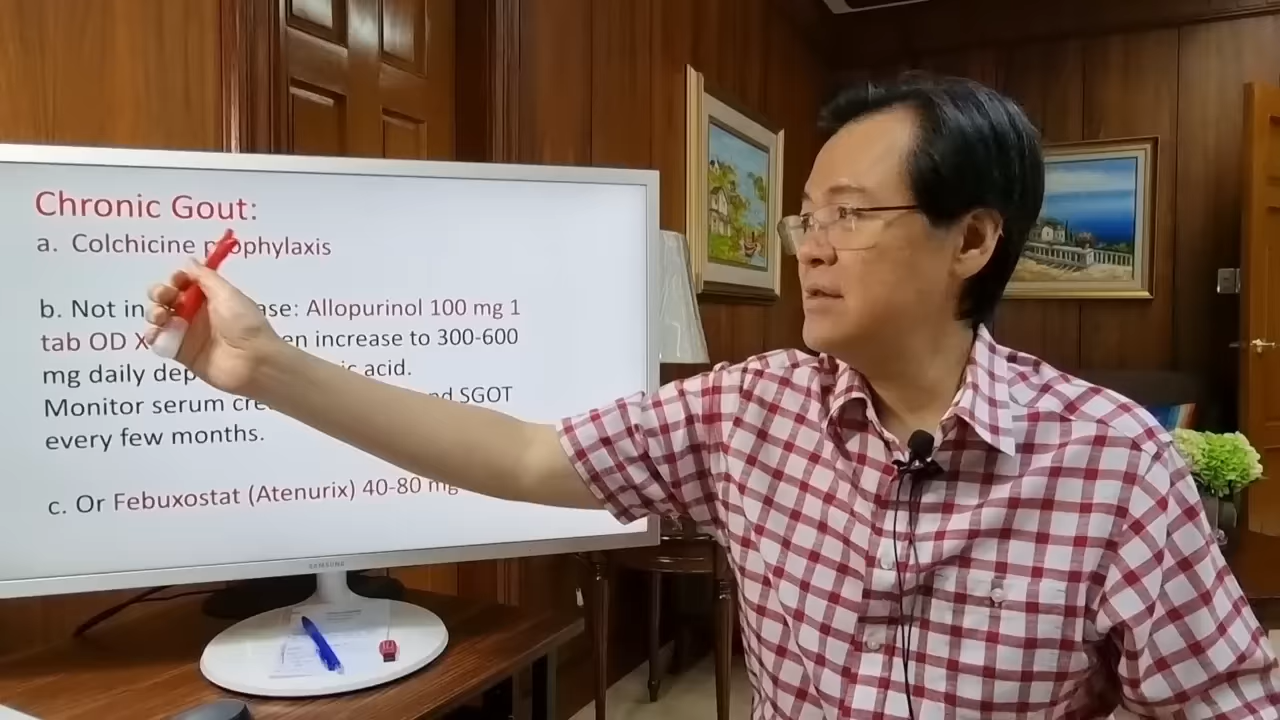 Chronic Gout:
a. Colchicine prophylaxis
b. Not in ase: Allopurinol 100 mg 1
tab OD X en increase to 300-600
mg daily dep ic acid.
Monitor serum cre nd SGOT
every few months.
c. Or Febuxostat (Atenurix) 40-80 mg
SAMSUNG